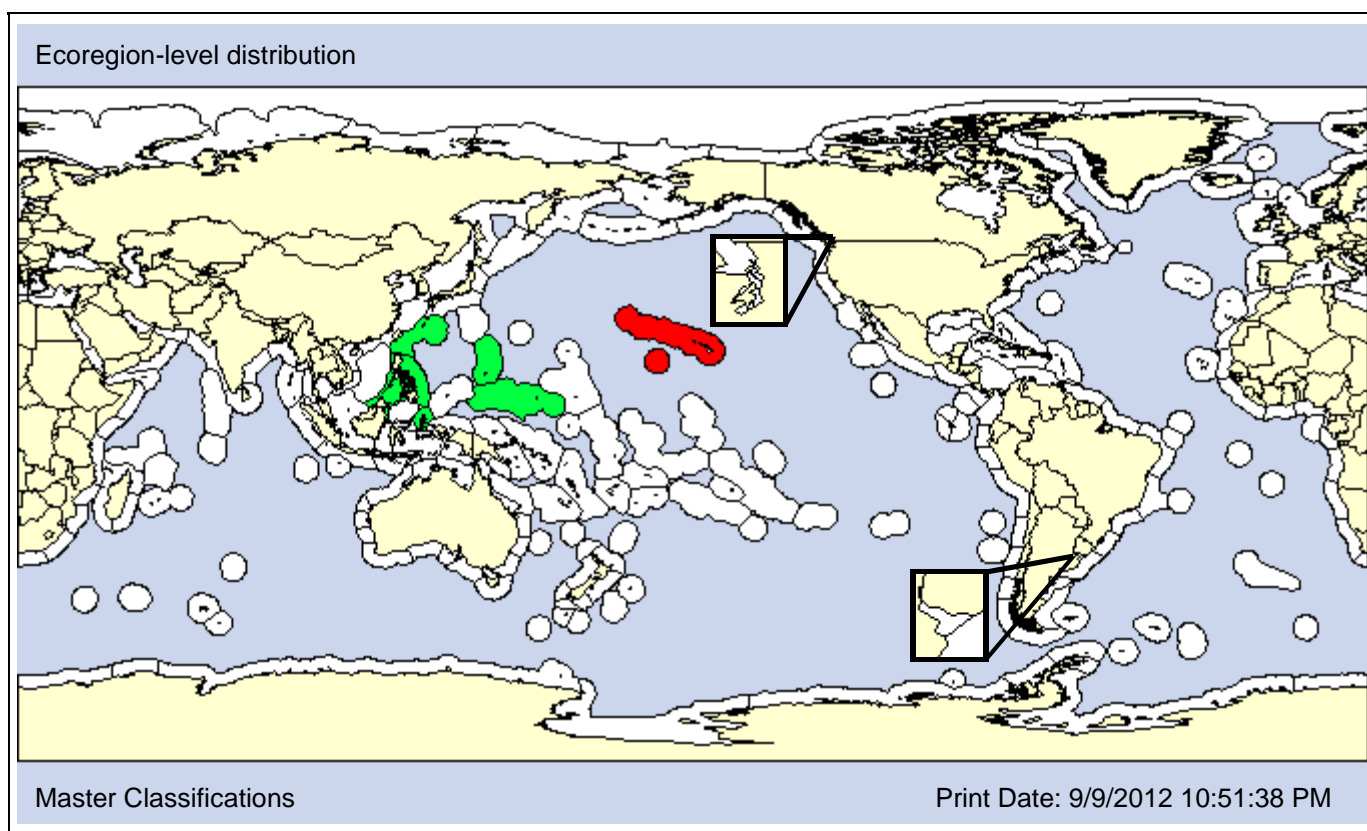 Ecoregion-level distribution
Master Classifications
Print Date: 9/9/2012 10:51:38 PM